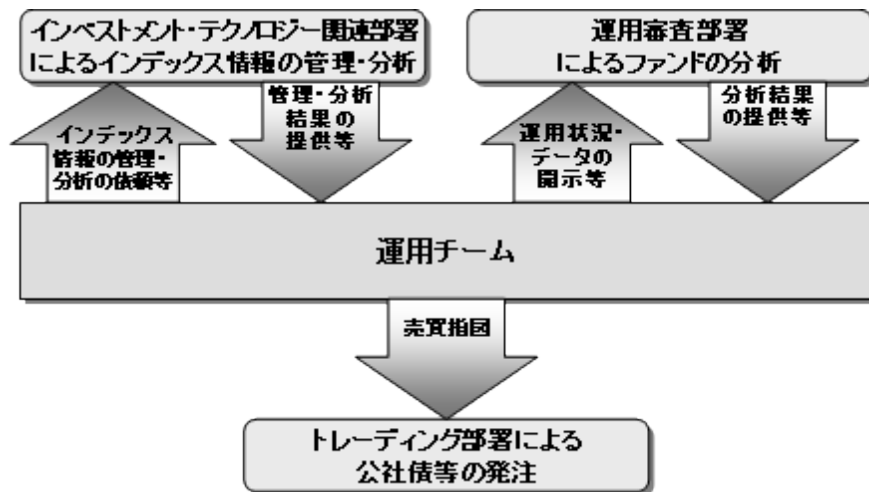 インベストメント・テクノロジー関連部署
によるインデックス情報の管理・分析
運用審査部署
によるファンドの分析
インデックス
情報の管理・
分析の依頼等
管理・分析
結果の
提供等
運用状況・
データの
開示等
分析結果
の提供等
運用チーム
売買指図
トレーディング部署による
公社債等の発注